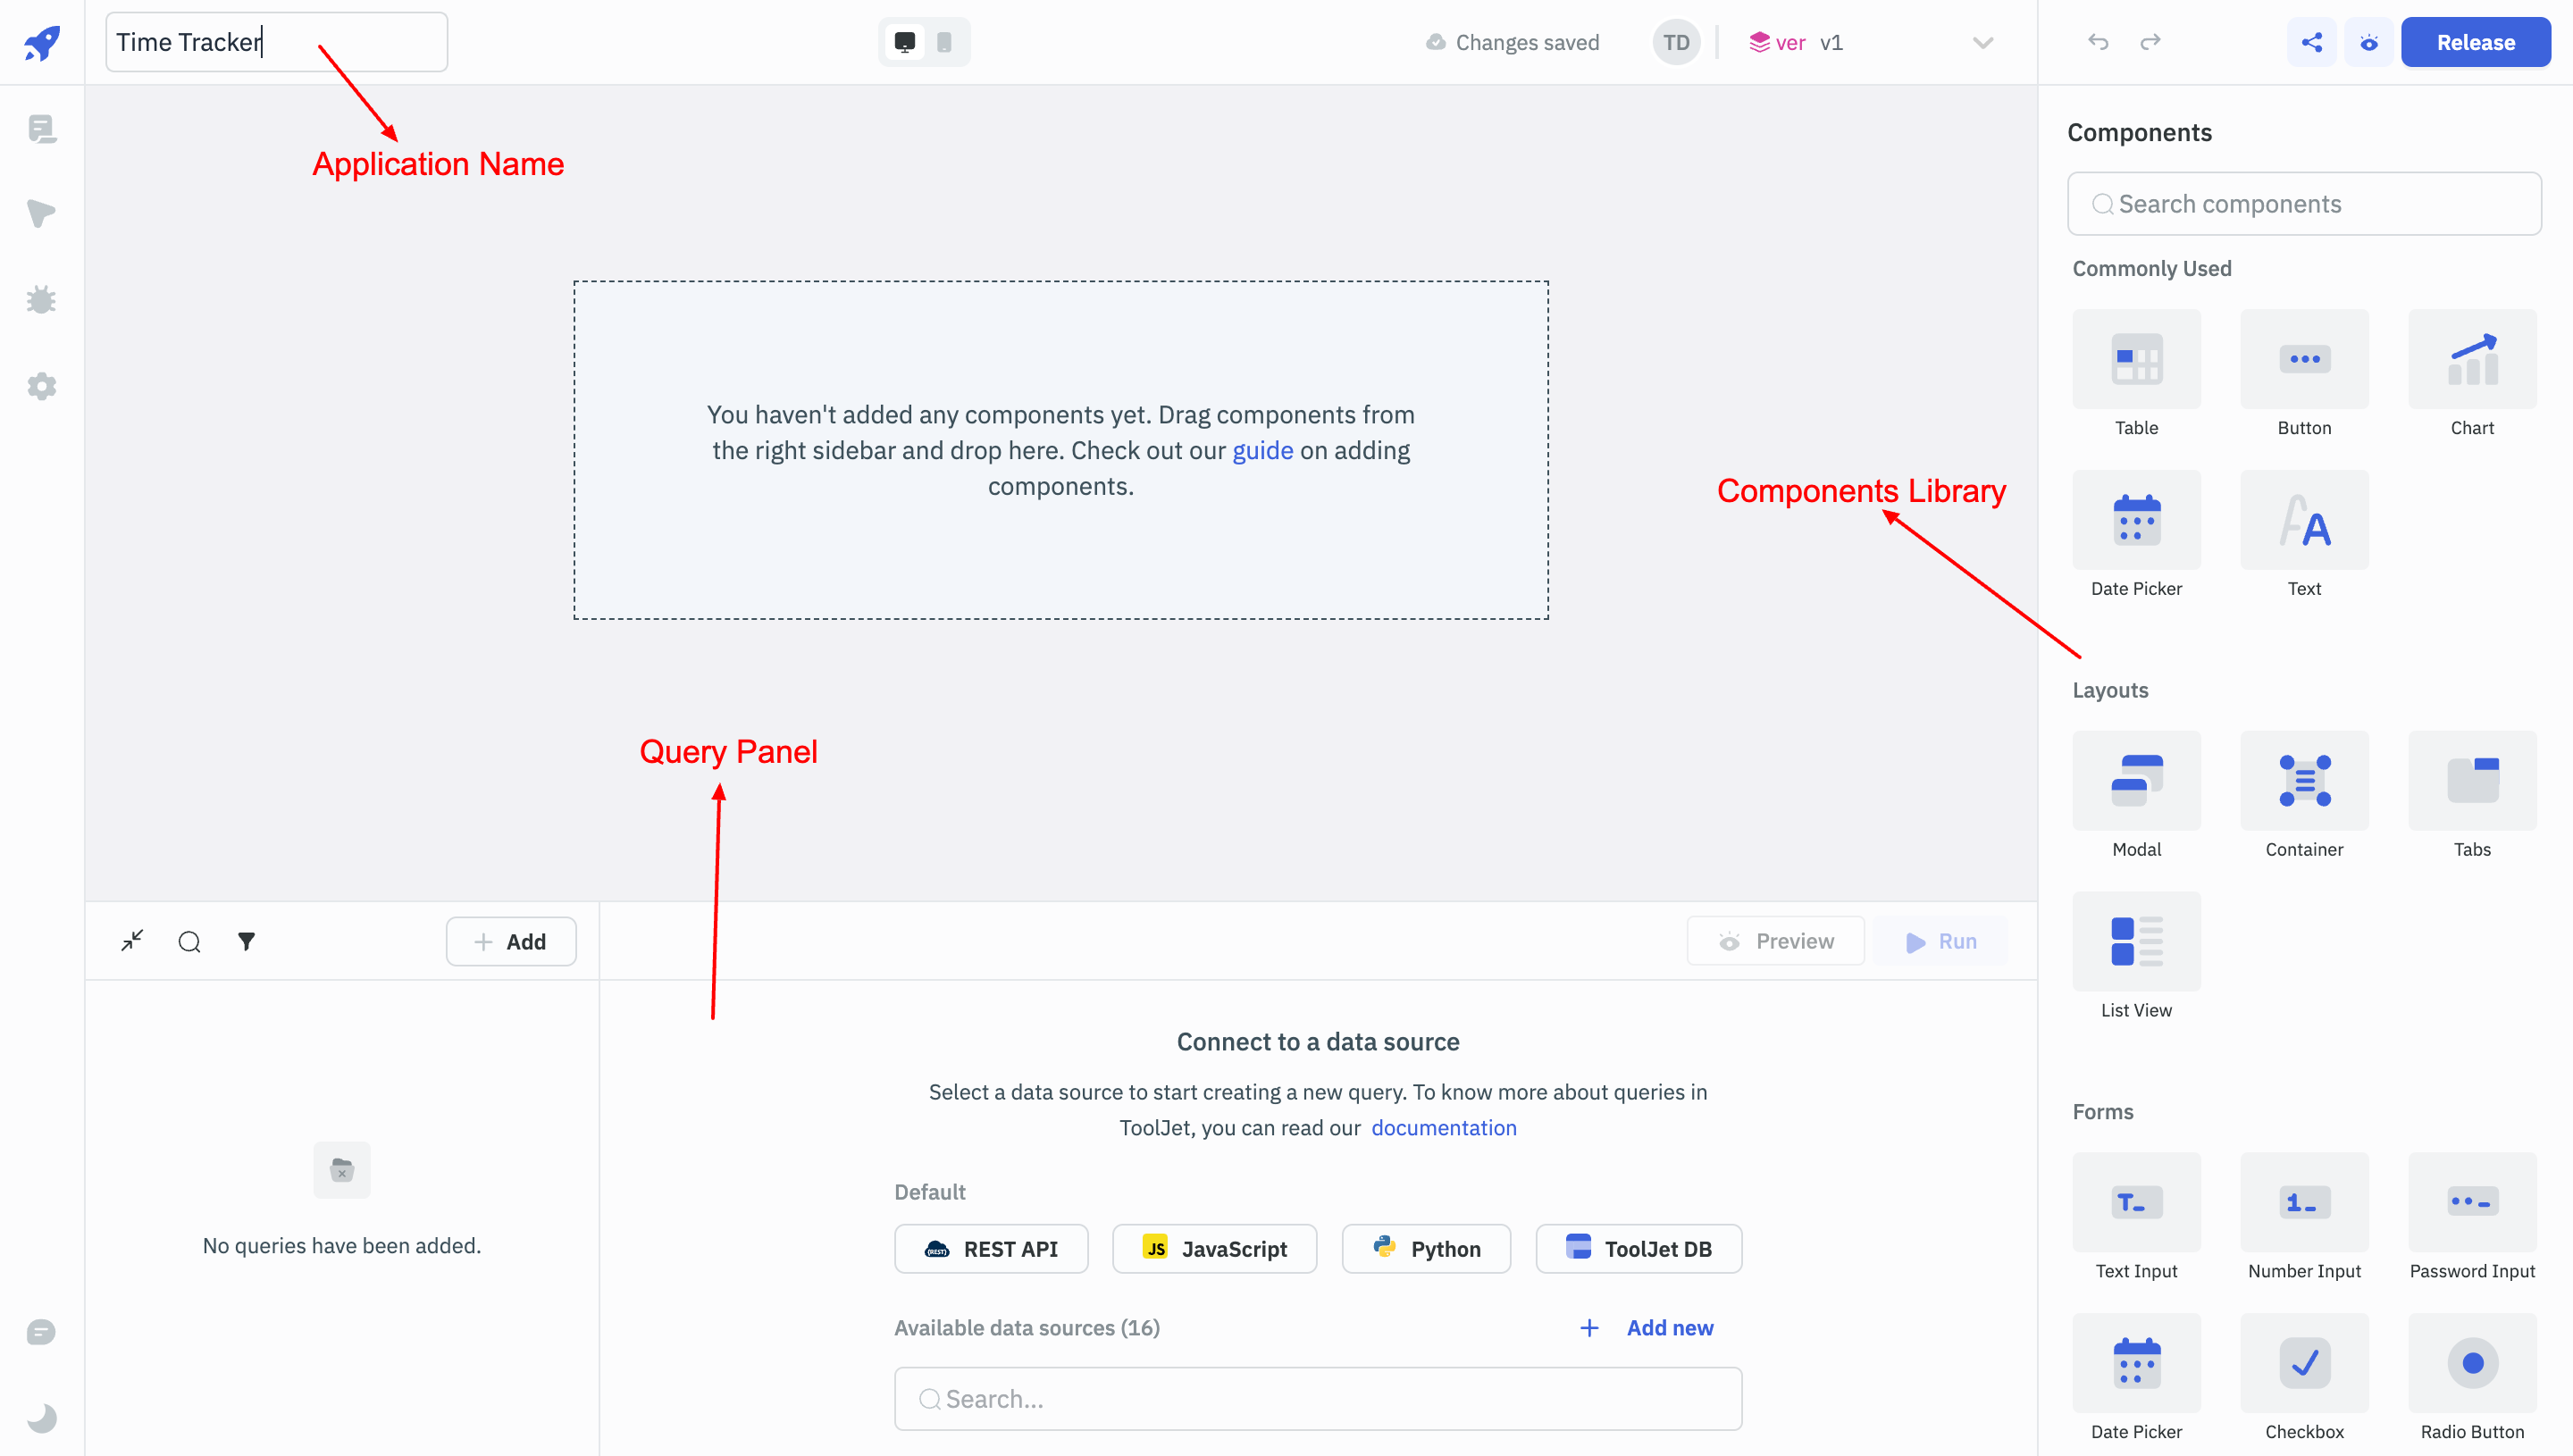 Time Tracker
Changes saved
TD
ver v1
Release
Application Name
You haven't added any components yet. Drag components from
the right sidebar and drop here. Check out our guide on adding
components.
Components Library
Query Panel
Components
Search components
Commonly Used
Table
Button
Chart
Date Picker
Text
Layouts
Modal
Container
Tabs
List View
Forms
Text Input
Number Input
Password Input
Date Picker
Checkbox
Radio Button
Add
Preview
Run
No queries have been added.
Connect to a data source
Select a data source to start creating a new query. To know more about queries in
ToolJet, you can read our documentation
Default
REST API
JS JavaScript
Python
ToolJet DB
Available data sources (16)
Add new
Search...